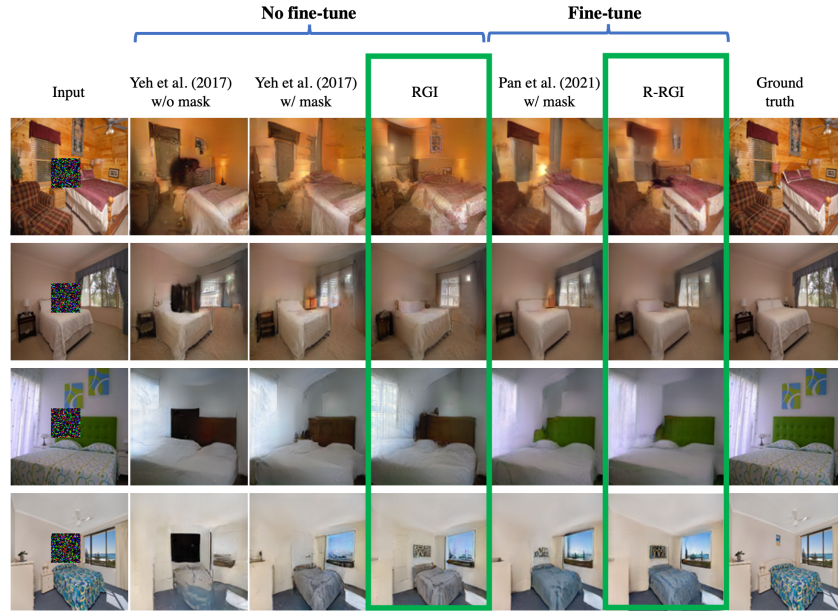 No fine-tune
Fine-tune
Input
Yeh et al. (2017)
w/o mask
Yeh et al. (2017)
w/ mask
RGI
Pan et al. (2021)
w/ mask
R-RGI
Ground
truth